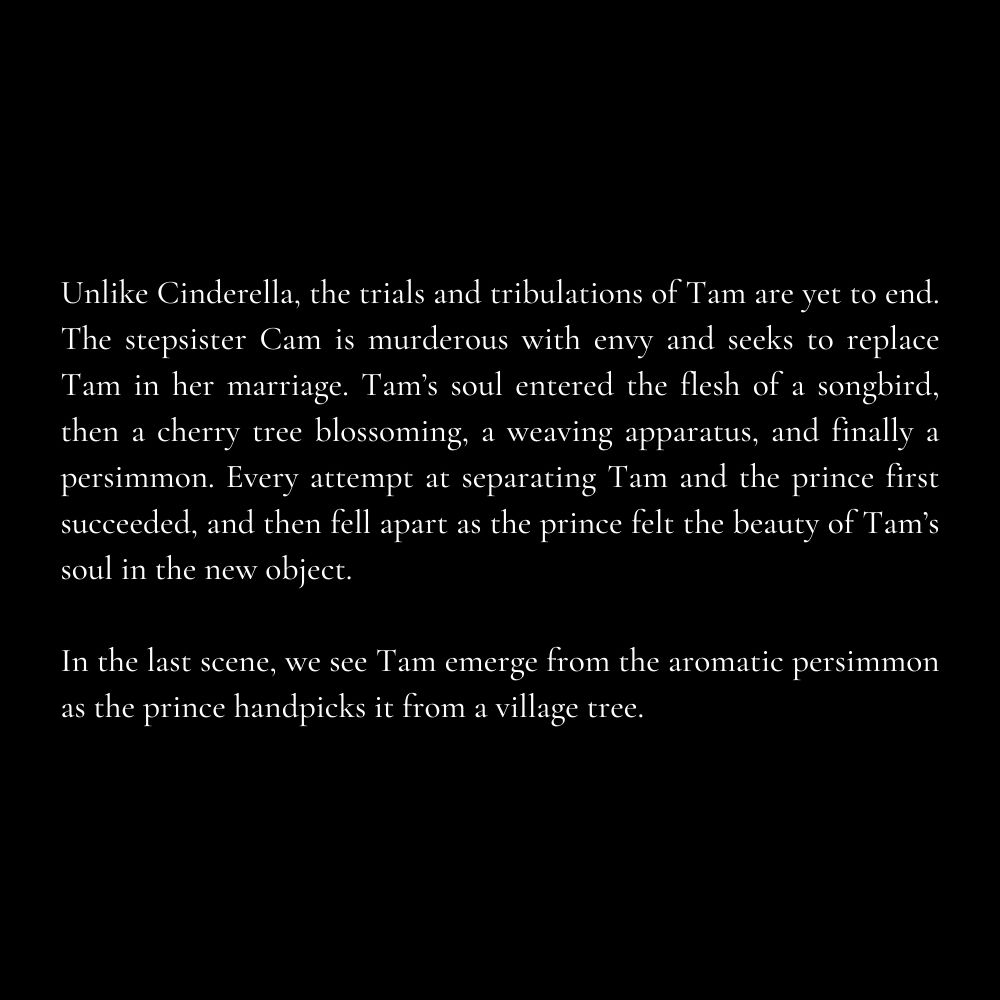 Unlike Cinderella, the trials and tribulations of Tam are yet to end.
The stepsister Cam is murderous with envy and seeks to replace
Tam in her marriage. Tam’s soul entered the flesh of a songbird,
then a cherry tree blossoming, a weaving apparatus, and finally a
persimmon. Every attempt at separating Tam and the prince first
succeeded, and then fell apart as the prince felt the beauty of Tam’s
soul in the new object.
In the last scene, we see Tam emerge from the aromatic persimmon
as the prince handpicks it from a village tree.